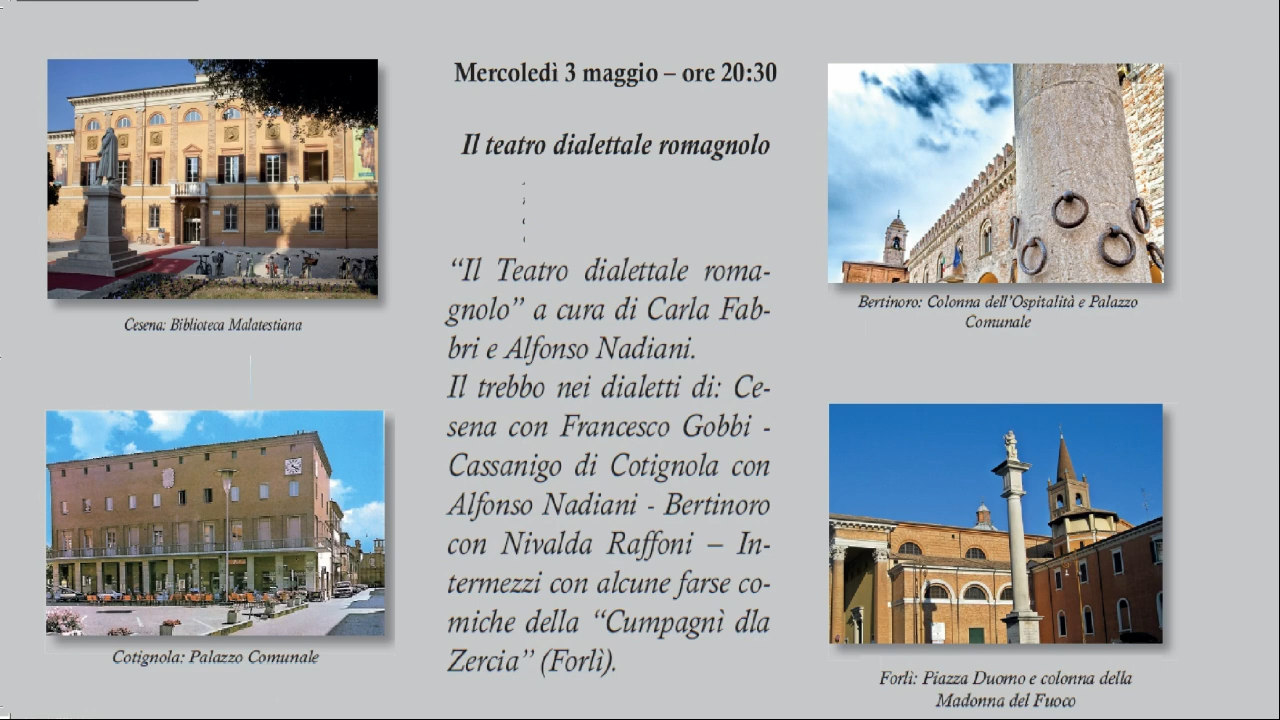 Mercoledì 3 maggio – ore 20:30
Il teatro dialettale romagnolo
“Il Teatro dialettale roma-
gnolo” a cura di Carla Fab-
bri e Alfonso Nadiani.
Il trebbo nei dialetti di: Ce-
sena con Francesco Gobbi -
Cassanigo di Cotignola con
Alfonso Nadiani - Bertinoro
con Nivalda Raffoni – In-
termezzi con alcune farse co-
miche della “Cumpagnì dla
Zercia” (Forlì).
Cesena: Biblioteca Malatestiana
Cotignola: Palazzo Comunale
Bertinoro: Colonna dell’Ospitalità e Palazzo
Comunale
Forlì: Piazza Duomo e colonna della
Madonna del Fuoco